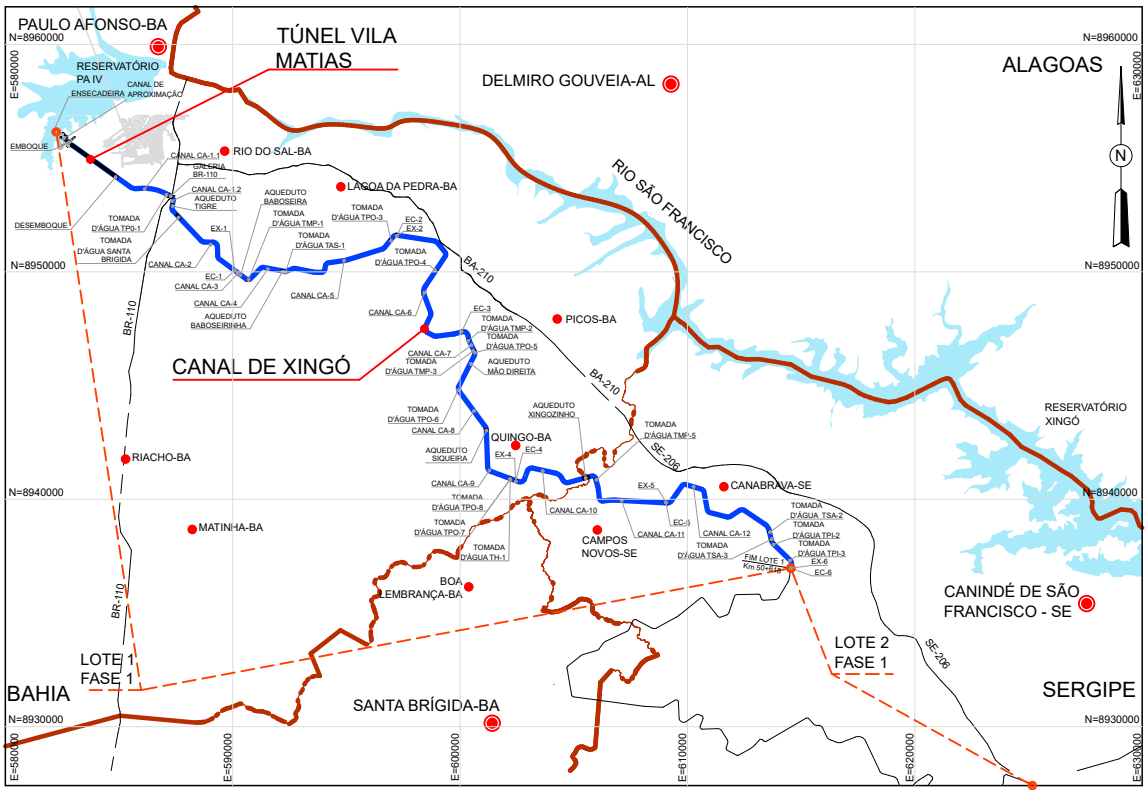 PAULO AFONSO-BA
N=8960000
E=580000
TÚNEL VILA
MATIAS
RESERVATÓRIO
PA IV
ENSECADEIRA
CANAL DE
APROXIMAÇÃO
DELMIRO GOUVEIA-AL
ALAGOAS
N=8960000
E=630000
N
EMBOQUE
RIO DO SAL-BA
CANAL CA-1.1
GALERIA
BR-110
CANAL CA-1.2
AQUEDUTO
TIGRE
LAGOA DA PEDRA-BA
RIO SÃO FRANCISCO
DESEMBOQUE
TOMADA
D'ÁGUA TPO-1
TOMADA
D'ÁGUA SANTA
BRIGIDA
CANAL CA-2
EX-1
AQUEDUTO
BABOSEIRA
TOMADA
D'ÁGUA TMP-1
TOMADA
D'ÁGUA TAS-1
TOMADA
D'ÁGUA TPO-3
EC-2
EX-2
TOMADA
D'ÁGUA TPO-4
BA-210
N=8950000
N=8950000
EC-1
CANAL CA-3
CANAL CA-4
AQUEDUTO
BABOSEIRINHA
CANAL CA-5
CANAL CA-6
BR-110
EC-3
TOMADA
D'ÁGUA TMP-2
TOMADA
D'ÁGUA TPO-5
AQUEDUTO
MÃO DIREITA
PICOS-BA
CANAL DE XINGÓ
CANAL CA-7
TOMADA
D'ÁGUA TMP-3
BA-210
TOMADA
D'ÁGUA TPO-6
CANAL CA-8
AQUEDUTO
XINGOZINHO
TOMADA
D'ÁGUA TMP-5
RESERVATÓRIO
XINGÓ
RIACHO-BA
AQUEDUTO
SIQUEIRA
QUINGO-BA
EX-4
EC-4
SE-206
CANAL CA-9
N=8940000
N=8940000
TOMADA
D'ÁGUA TPO-8
TOMADA
D'ÁGUA TPO-7
TOMADA
D'ÁGUA TH-1
CANAL CA-10
EX-5
CANABRAVA-SE
EC-5
CANAL CA-11
CANAL CA-12
TOMADA
D'ÁGUA TSA-2
TOMADA
D'ÁGUA TPI-2
TOMADA
D'ÁGUA TPI-3
TOMADA
D'ÁGUA TSA-3
MATINHA-BA
CAMPOS
NOVOS-SE
FIM LOTE 1
EX-6
EC-6
BOA
LEMBRANÇA-BA
BR-110
CANINDÉ DE SÃO
FRANCISCO - SE
LOTE 1
FASE 1
LOTE 2
FASE 1
SE-206
BAHIA
SERGIPE
SANTA BRÍGIDA-BA
N=8930000
N=8930000
E=580000
E=590000
E=600000
E=610000
E=620000
E=630000